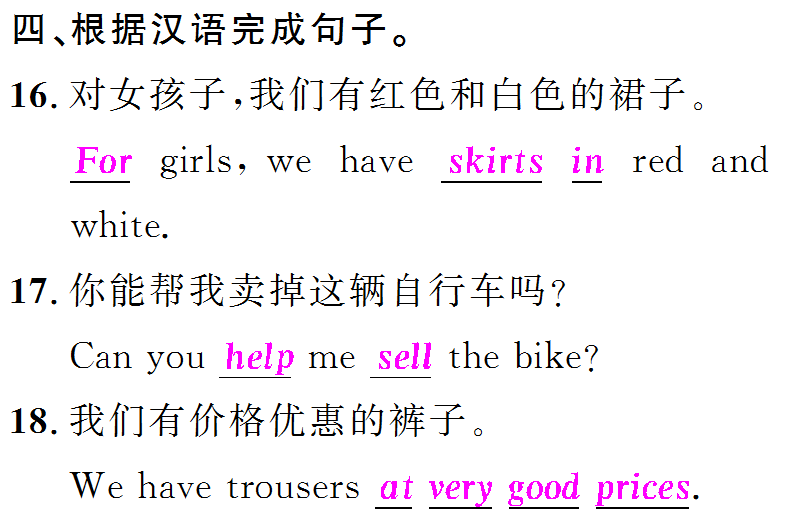 四、根据汉语完成句子。
16. 对女孩子,我们有红色和白色的裙子。
For girls, we have skirts in red and
white.
17. 你能帮我卖掉这辆自行车吗?
Can you help me sell the bike?
18. 我们有价格优惠的裤子。
We have trousers at very good prices.